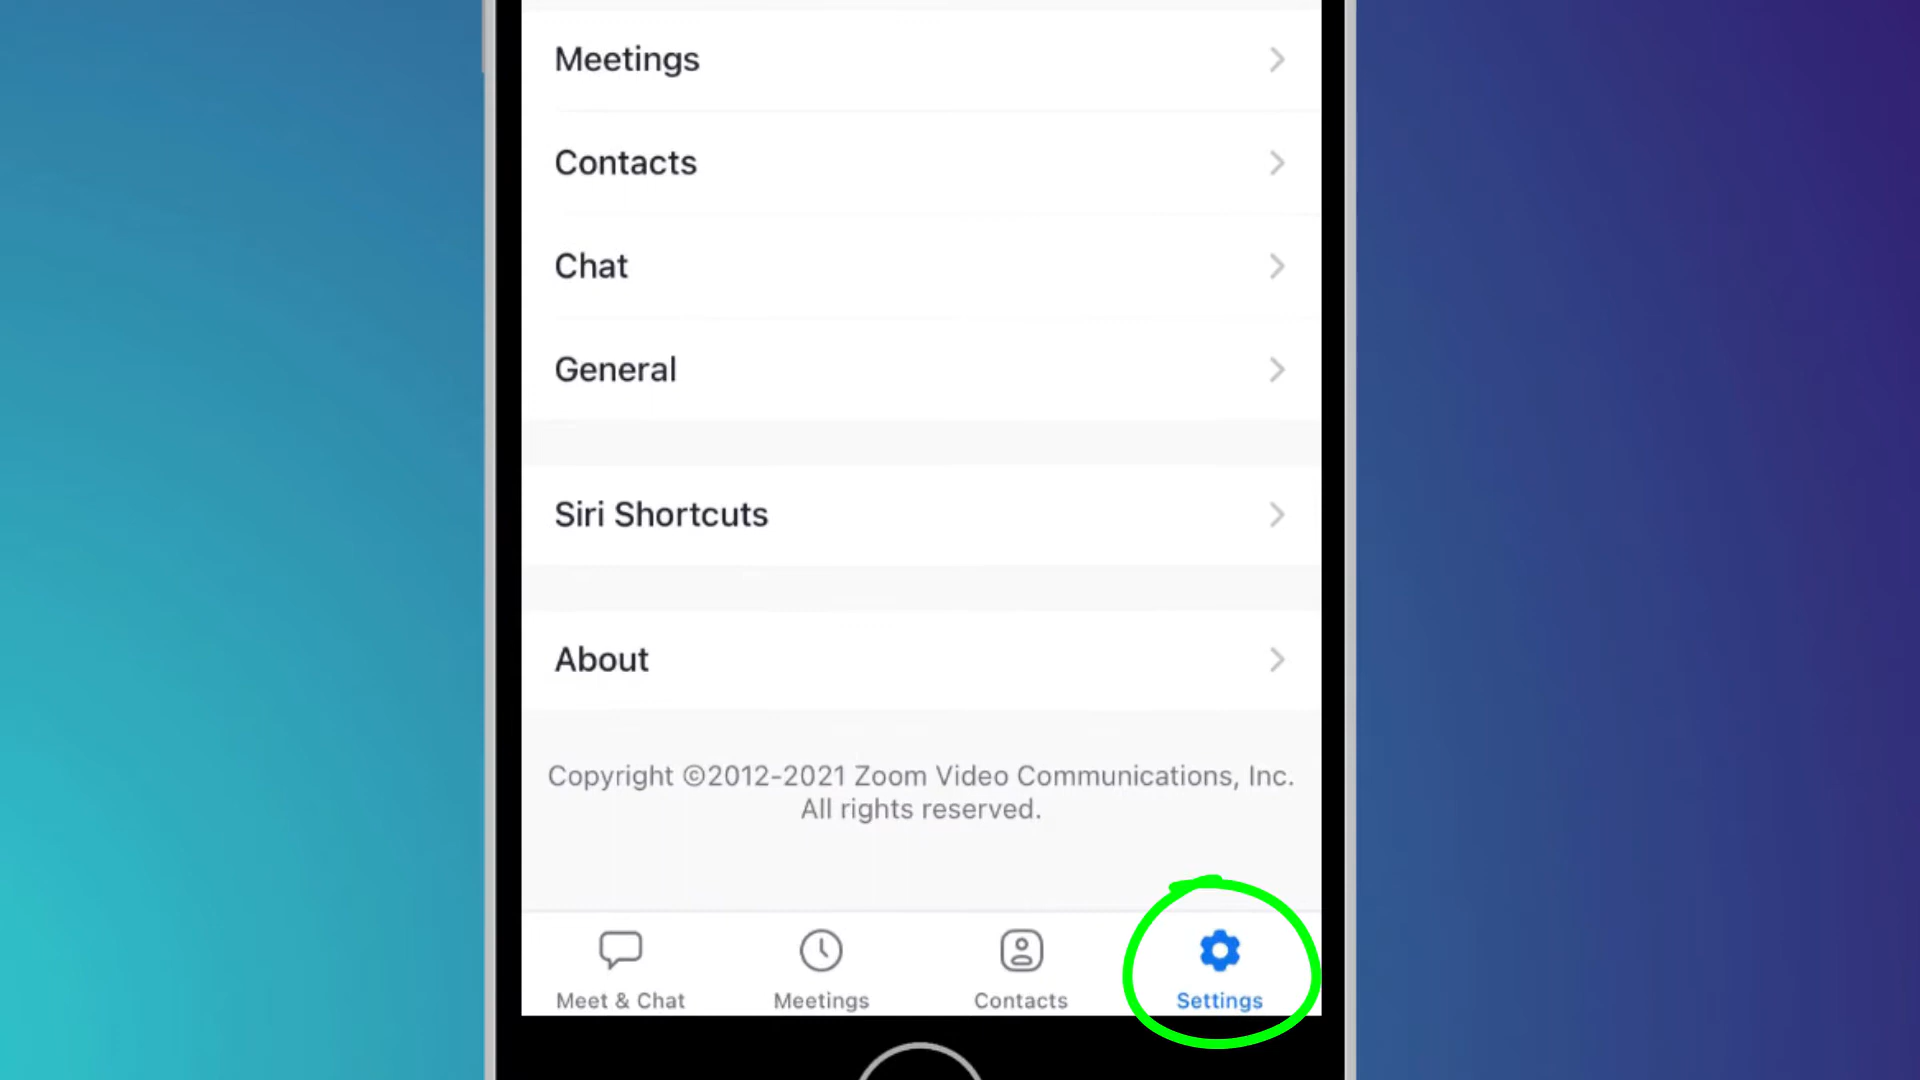 Meetings
Contacts
Chat
General
Siri Shortcuts
About
Copyright ©2012-2021 Zoom Video Communications, Inc.
All rights reserved.
Meet & Chat
Meetings
Contacts
Settings